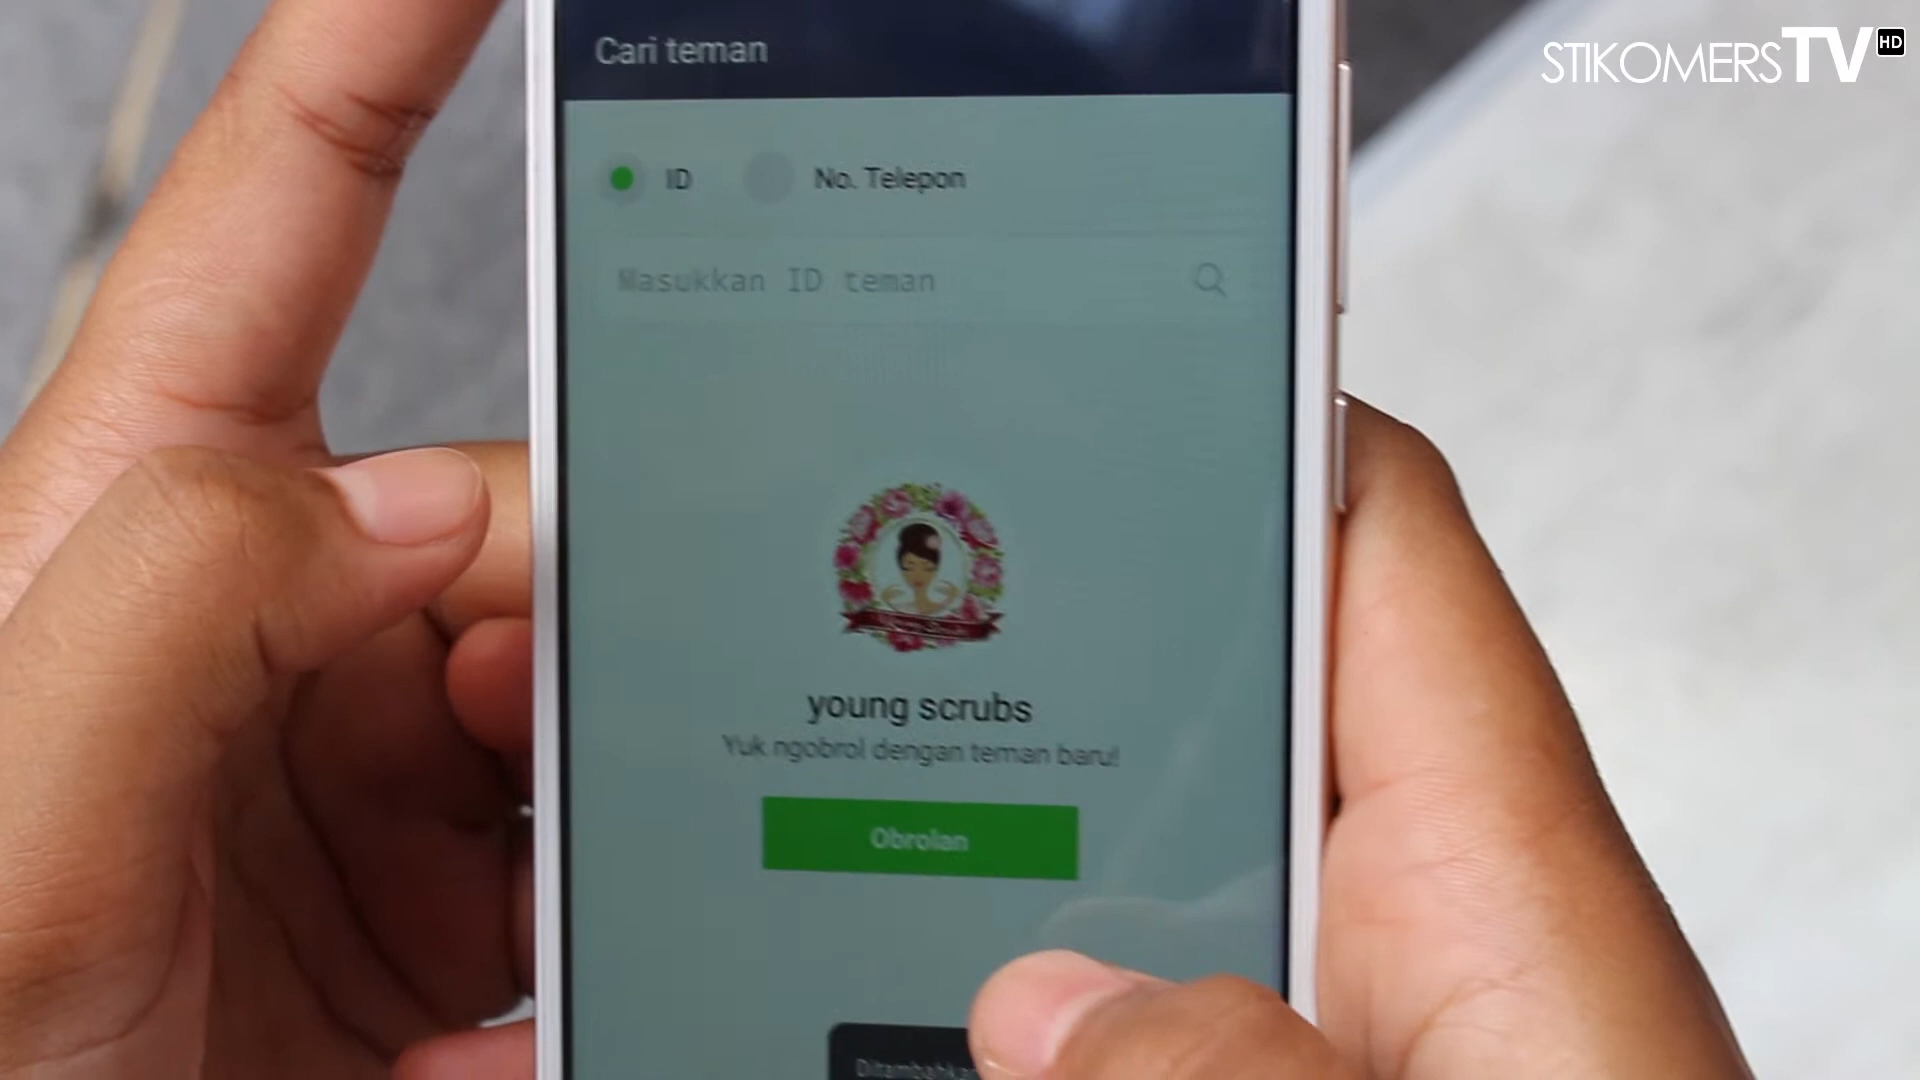 STIKOMERSTV HD
Cari teman
ID No. Telepon
Masukkan ID teman
young scrubs
Yuk ngobrol dengan teman baru!
Obrolan